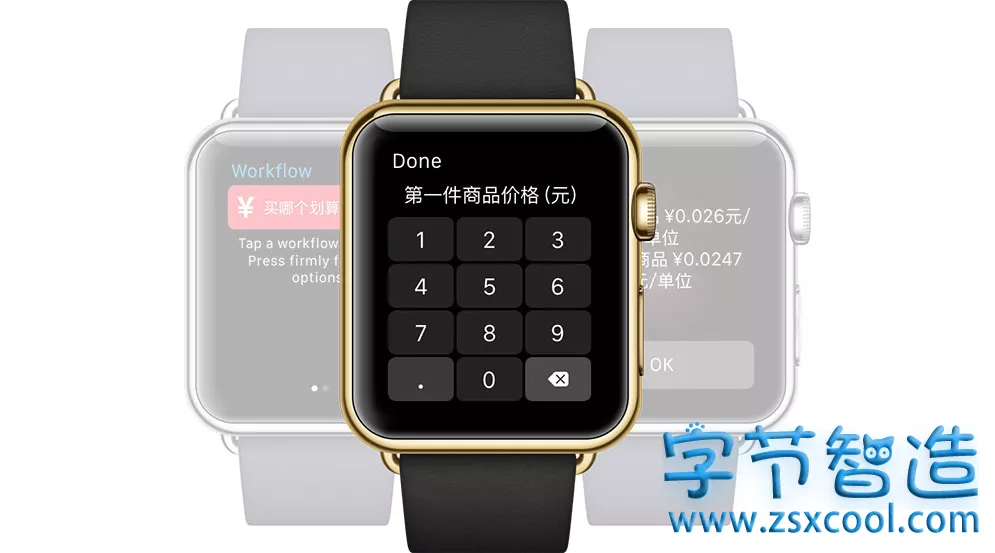 Workflow
¥ 买哪个划算
Tap a workflow
Press firmly f
options
Done
第一件商品价格 (元)
1 2 3
4 5 6
7 8 9
. 0
品 ¥0.026元/
单位
商品 ¥0.0247
元/单位
OK
字节智造
www.zsxcool.com